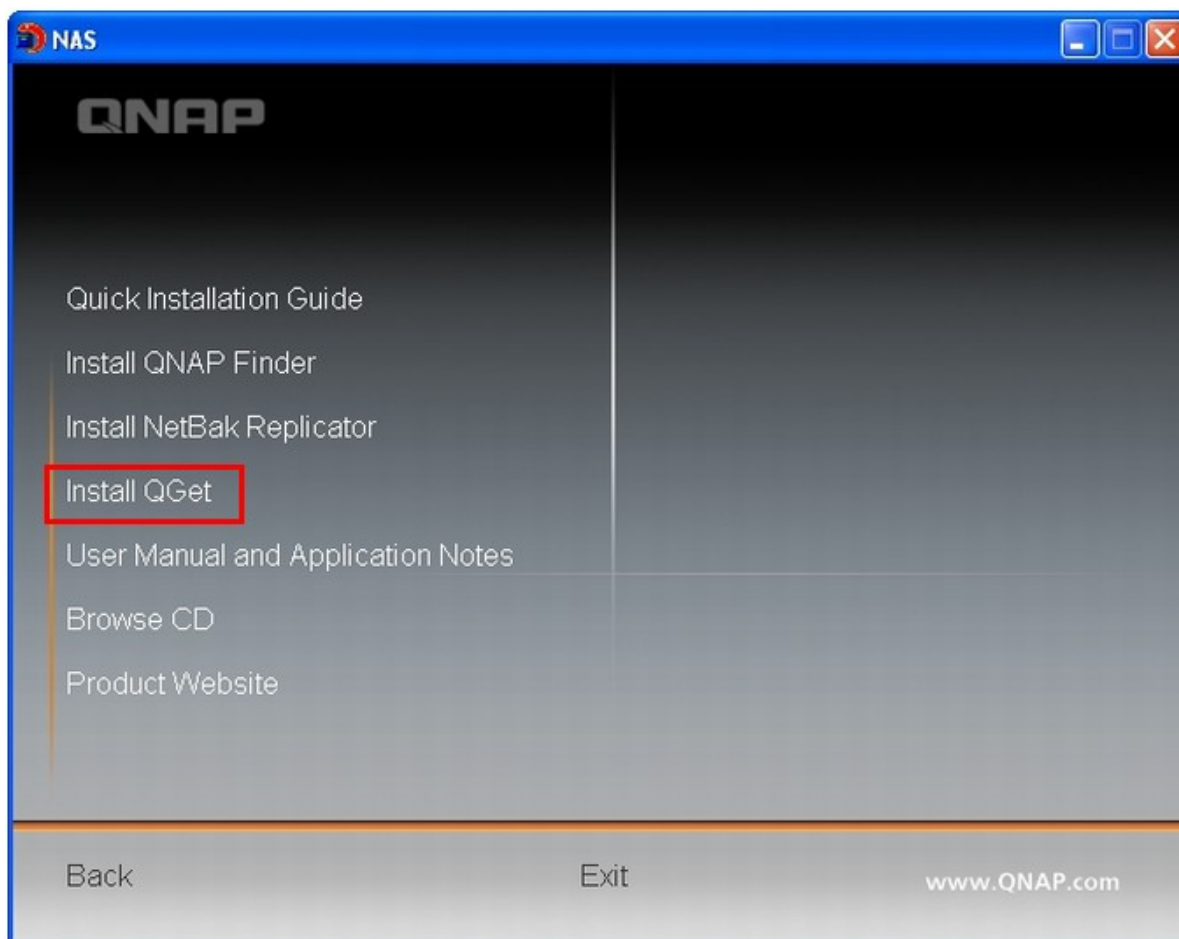 NAS
QNAP
Quick Installation Guide
Install QNAP Finder
Install NetBak Replicator
Install QGet
User Manual and Application Notes
Browse CD
Product Website
Back
Exit
www.QNAP.com